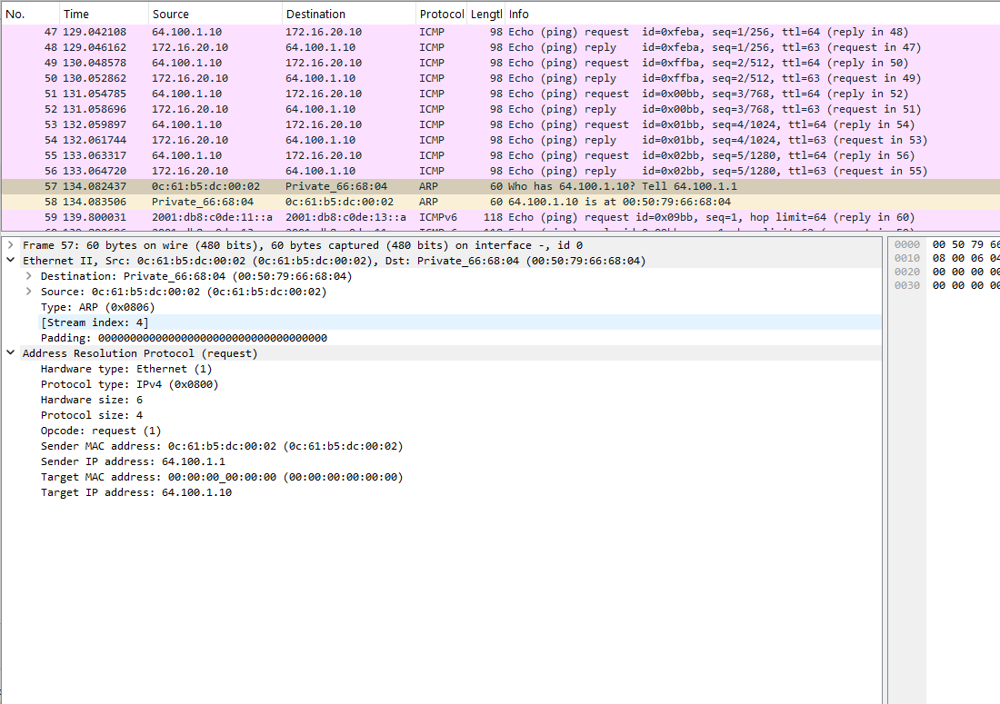 No. Time Source Destination Protocol Lengtl Info
47 129.042108 64.100.1.10 172.16.20.10 ICMP 98 Echo (ping) request id=0xfeba, seq=1/256, ttl=64 (reply in 48)
48 129.046162 172.16.20.10 64.100.1.10 ICMP 98 Echo (ping) reply id=0xfeba, seq=1/256, ttl=63 (request in 47)
49 130.048578 64.100.1.10 172.16.20.10 ICMP 98 Echo (ping) request id=0xffba, seq=2/512, ttl=64 (reply in 50)
50 130.052862 172.16.20.10 64.100.1.10 ICMP 98 Echo (ping) reply id=0xffba, seq=2/512, ttl=63 (request in 49)
51 131.054785 64.100.1.10 172.16.20.10 ICMP 98 Echo (ping) request id=0x00bb, seq=3/768, ttl=64 (reply in 52)
52 131.058696 172.16.20.10 64.100.1.10 ICMP 98 Echo (ping) reply id=0x00bb, seq=3/768, ttl=63 (request in 51)
53 132.059897 64.100.1.10 172.16.20.10 ICMP 98 Echo (ping) request id=0x01bb, seq=4/1024, ttl=64 (reply in 54)
54 132.061744 172.16.20.10 64.100.1.10 ICMP 98 Echo (ping) reply id=0x01bb, seq=4/1024, ttl=63 (request in 53)
55 133.063317 64.100.1.10 172.16.20.10 ICMP 98 Echo (ping) request id=0x02bb, seq=5/1280, ttl=64 (reply in 56)
56 133.064720 172.16.20.10 64.100.1.10 ICMP 98 Echo (ping) reply id=0x02bb, seq=5/1280, ttl=63 (request in 55)
57 134.082437 0c:61:b5:dc:00:02 Private_66:68:04 ARP 60 Who has 64.100.1.10? Tell 64.100.1.1
58 134.083506 Private_66:68:04 0c:61:b5:dc:00:02 ARP 60 64.100.1.10 is at 00:50:79:66:68:04
59 139.800031 2001:db8:c0de:11::a 2001:db8:c0de:13::a ICMPv6 118 Echo (ping) request id=0x09bb, seq=1, hop limit=64 (reply in 60)
Frame 57: 60 bytes on wire (480 bits), 60 bytes captured (480 bits) on interface -, id 0
Ethernet II, Src: 0c:61:b5:dc:00:02 (0c:61:b5:dc:00:02), Dst: Private_66:68:04 (00:50:79:66:68:04)
Destination: Private_66:68:04 (00:50:79:66:68:04)
Source: 0c:61:b5:dc:00:02 (0c:61:b5:dc:00:02)
Type: ARP (0x0806)
[Stream index: 4]
Padding: 000000000000000000000000000000000000
Address Resolution Protocol (request)
Hardware type: Ethernet (1)
Protocol type: IPv4 (0x0800)
Hardware size: 6
Protocol size: 4
Opcode: request (1)
Sender MAC address: 0c:61:b5:dc:00:02 (0c:61:b5:dc:00:02)
Sender IP address: 64.100.1.1
Target MAC address: 00:00:00_00:00:00 (00:00:00:00:00:00)
Target IP address: 64.100.1.10
0000 00 50 79 66
0010 08 00 06 04
0020 00 00 00 00
0030 00 00 00 00